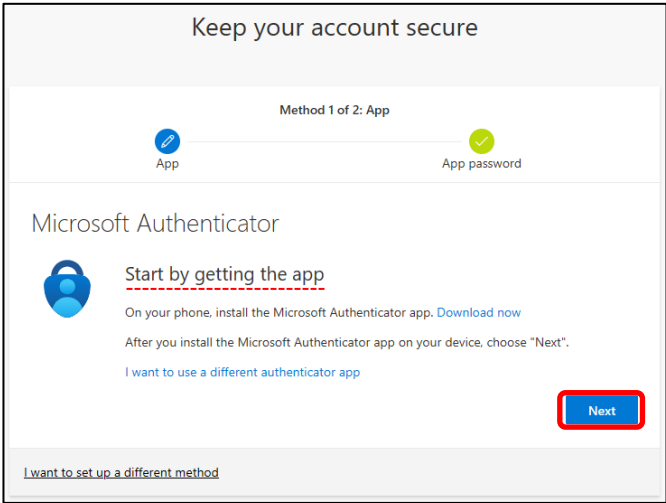 Keep your account secure
Method 1 of 2: App
App
App password
Microsoft Authenticator
Start by getting the app
On your phone, install the Microsoft Authenticator app. Download now
After you install the Microsoft Authenticator app on your device, choose "Next".
I want to use a different authenticator app
Next
I want to set up a different method